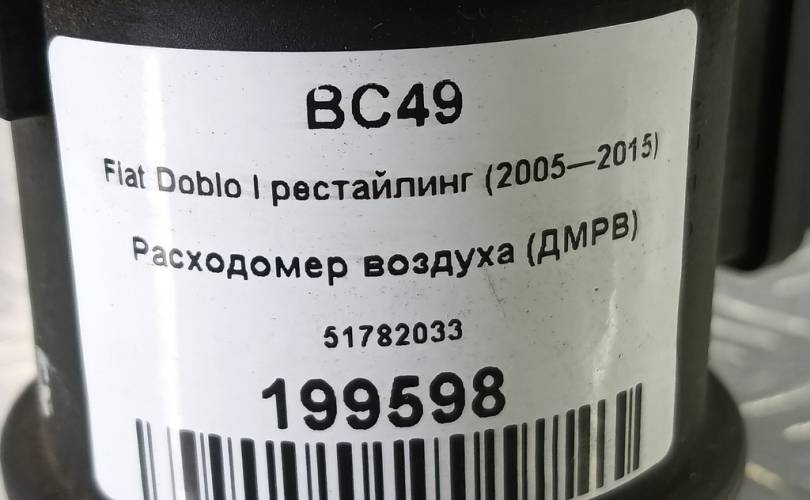 BC49
Fiat Doblo I рестайлинг (2005—2015)
Расходомер воздуха (ДМРВ)
51782033
199598